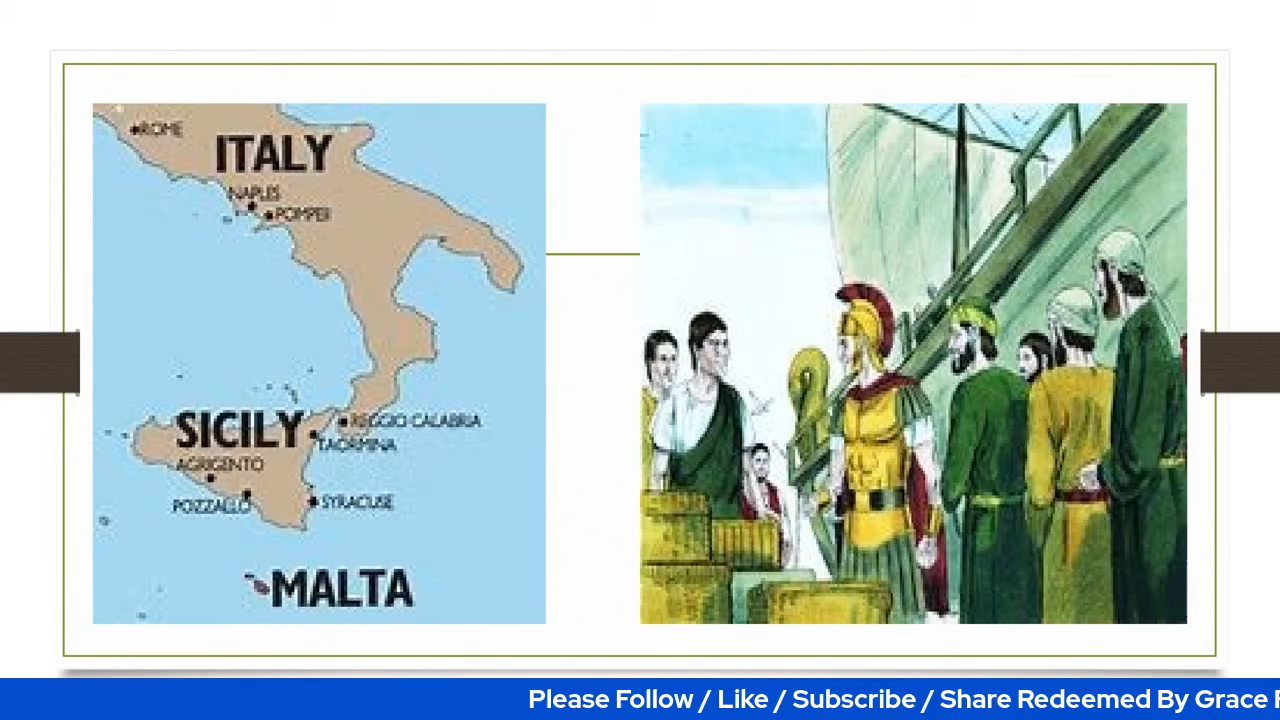 ROME
ITALY
NAPLES
POMPEII
SICILY
REGGIO CALABRIA
TAORMINA
AGRIGENTO
POZZALLO
SYRACUSE
MALTA
Please Follow / Like / Subscribe / Share Redeemed By Grace